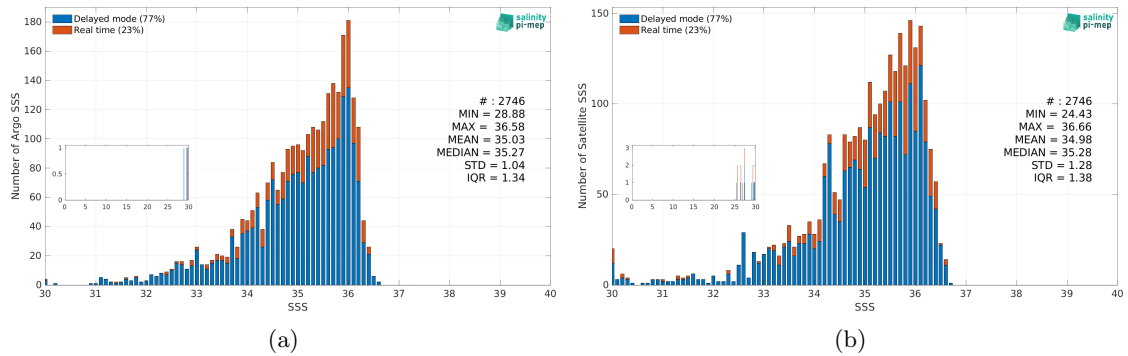 Delayed mode (77%)
Real time (23%)
salinity
pi-mep
Number of Argo SSS
180
160
140
120
100
80
60
40
20
0
# : 2746
MIN = 28.88
MAX = 36.58
MEAN = 35.03
MEDIAN = 35.27
STD = 1.04
IQR = 1.34
1
0.5
0
0 5 10 15 20 25 30
30 31 32 33 34 35 36 37 38 39 40
SSS
(a)
Delayed mode (77%)
Real time (23%)
salinity
pi-mep
Number of Satellite SSS
150
100
50
0
# : 2746
MIN = 24.43
MAX = 36.66
MEAN = 34.98
MEDIAN = 35.28
STD = 1.28
IQR = 1.38
3
2
1
0
0 5 10 15 20 25 30
30 31 32 33 34 35 36 37 38 39 40
SSS
(b)